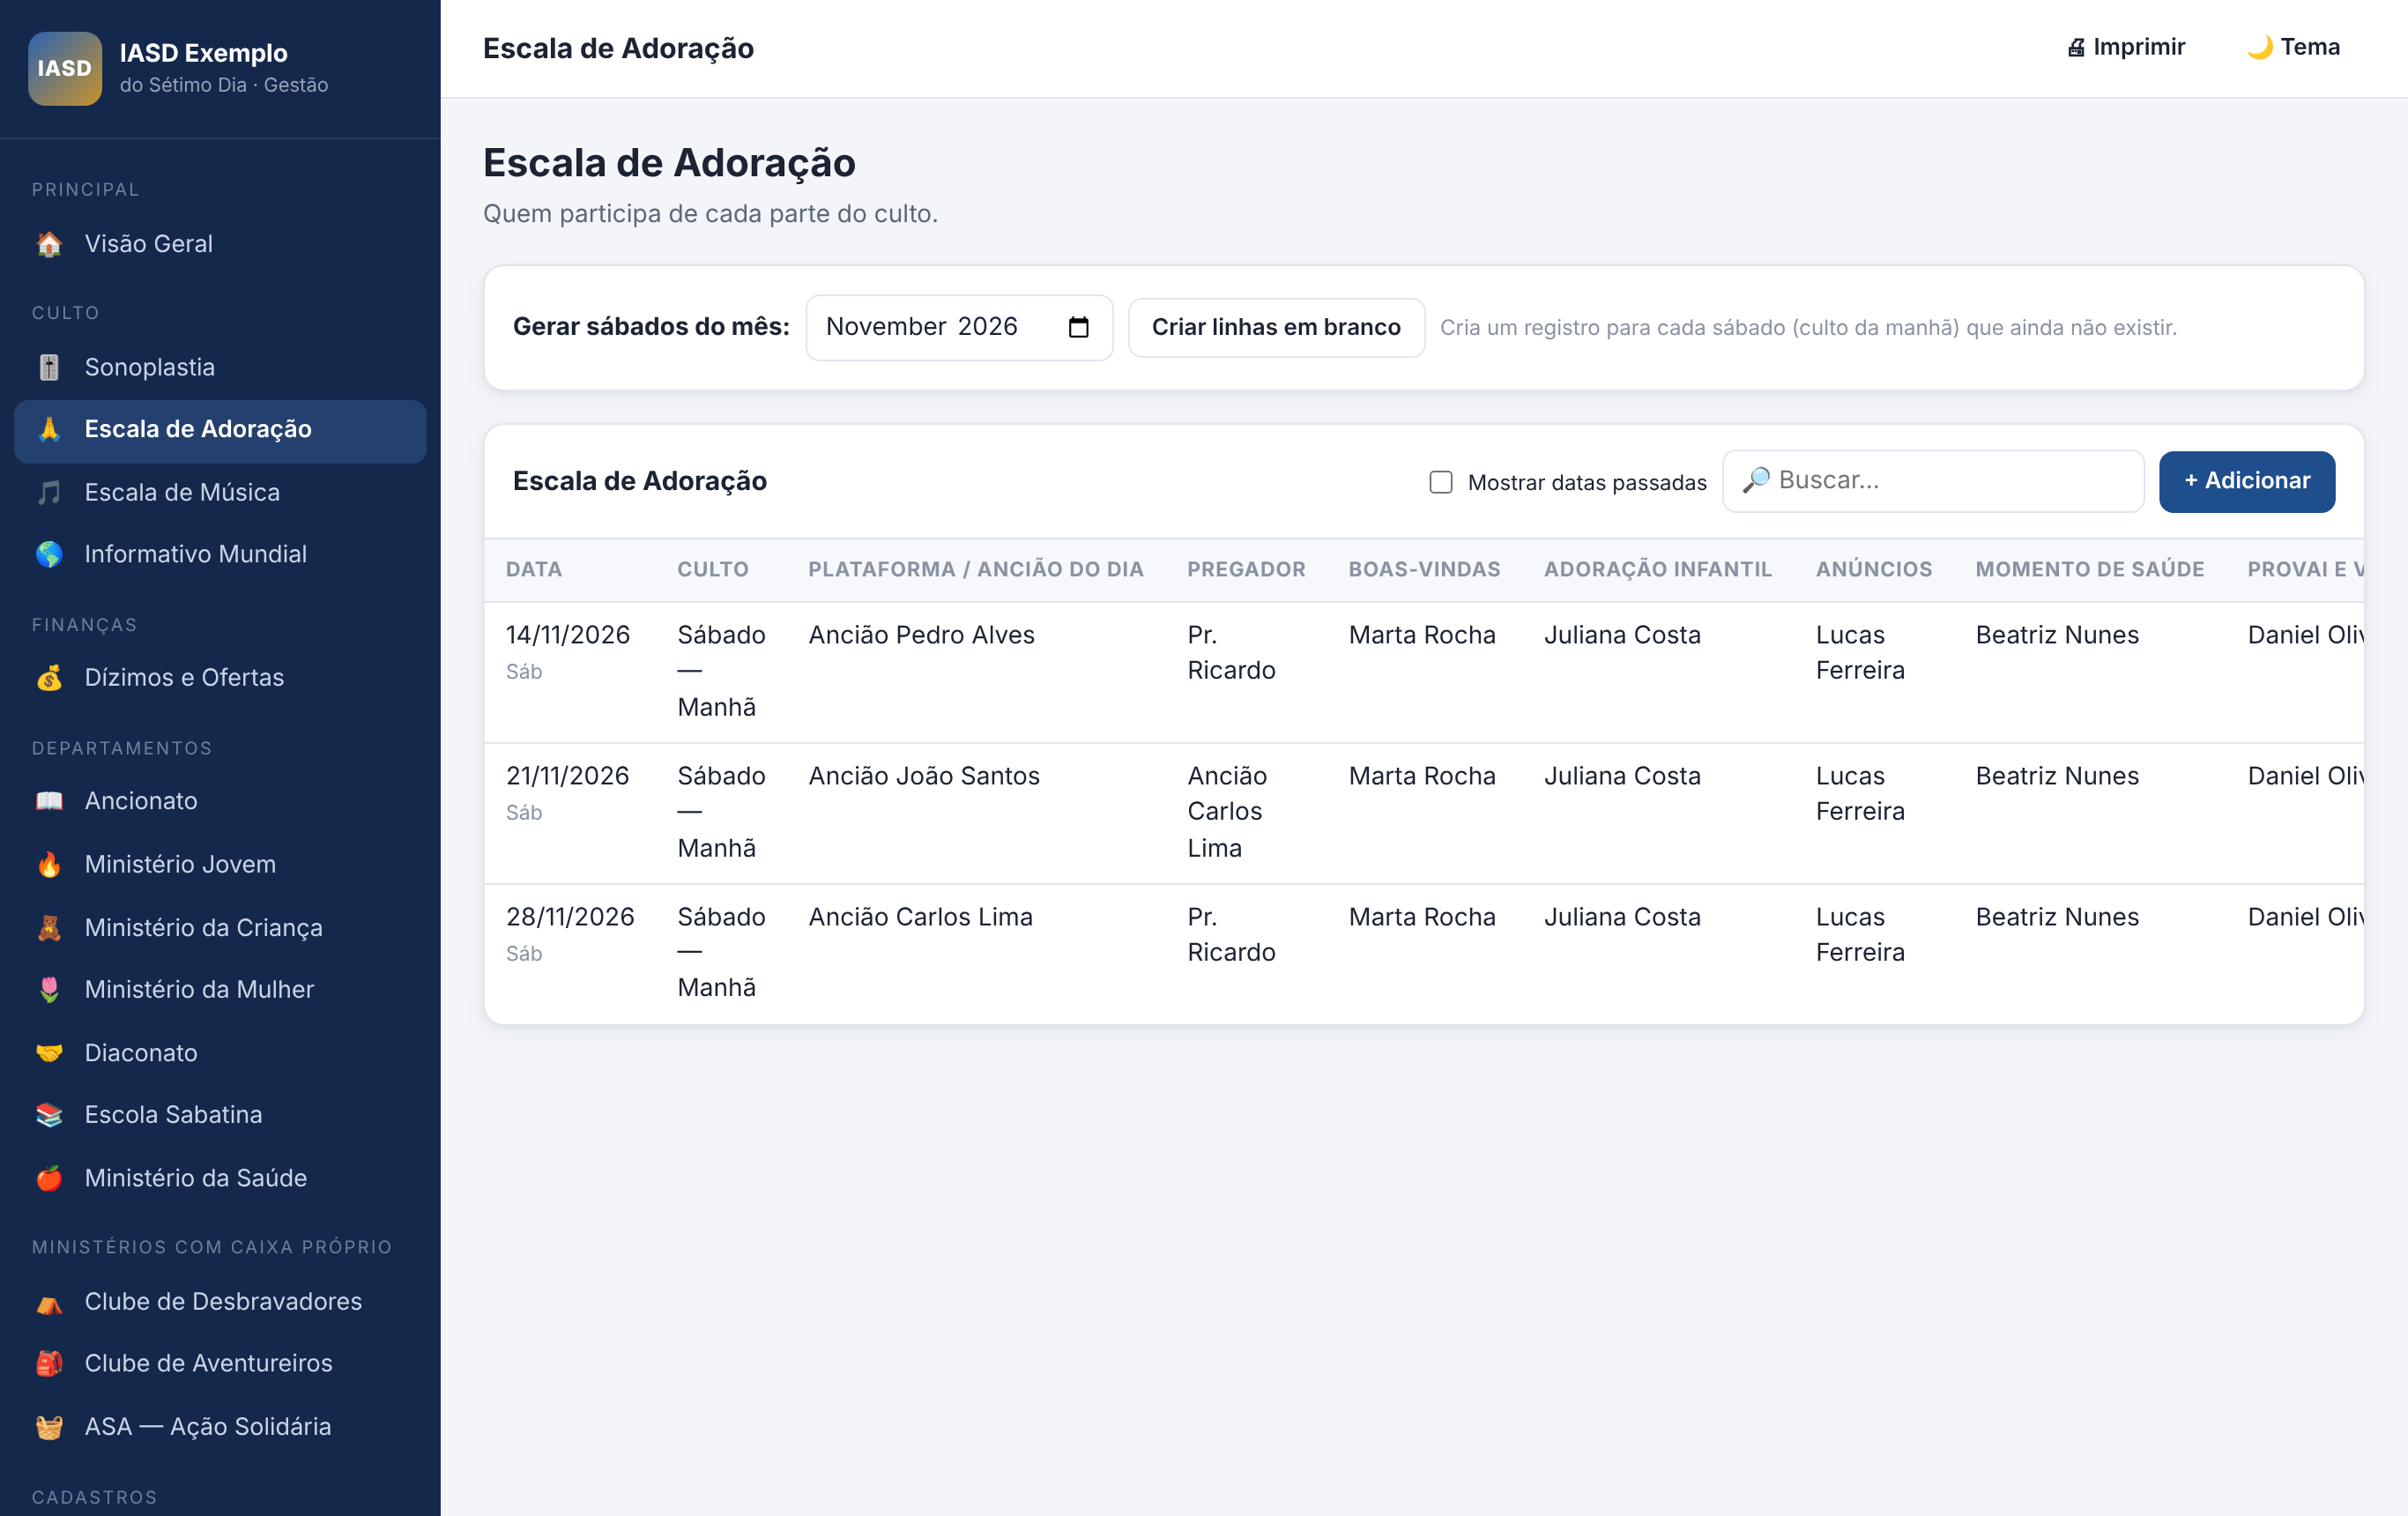 IASD
IASD Exemplo
do Sétimo Dia · Gestão
PRINCIPAL
Visão Geral
CULTO
Sonoplastia
Escala de Adoração
Escala de Música
Informativo Mundial
FINANÇAS
Dízimos e Ofertas
DEPARTAMENTOS
Ancionato
Ministério Jovem
Ministério da Criança
Ministério da Mulher
Diaconato
Escola Sabatina
Ministério da Saúde
MINISTÉRIOS COM CAIXA PRÓPRIO
Clube de Desbravadores
Clube de Aventureiros
ASA — Ação Solidária
CADASTROS
Escala de Adoração
Imprimir
Tema
Escala de Adoração
Quem participa de cada parte do culto.
Gerar sábados do mês: November 2026 Criar linhas em branco Cria um registro para cada sábado (culto da manhã) que ainda não existir.
Escala de Adoração
Mostrar datas passadas
Buscar...
+ Adicionar
DATA CULTO PLATAFORMA / ANCIÃO DO DIA PREGADOR BOAS-VINDAS ADORAÇÃO INFANTIL ANÚNCIOS MOMENTO DE SAÚDE PROVAI E
14/11/2026 Sábado Ancião Pedro Alves Pr. Marta Rocha Juliana Costa Lucas Beatriz Nunes Daniel
Sáb — Ricardo Ferreira
Manhã
21/11/2026 Sábado Ancião João Santos Ancião Marta Rocha Juliana Costa Lucas Beatriz Nunes Daniel
Sáb — Carlos Ferreira
Manhã Lima
28/11/2026 Sábado Ancião Carlos Lima Pr. Marta Rocha Juliana Costa Lucas Beatriz Nunes Daniel
Sáb — Ricardo Ferreira
Manhã